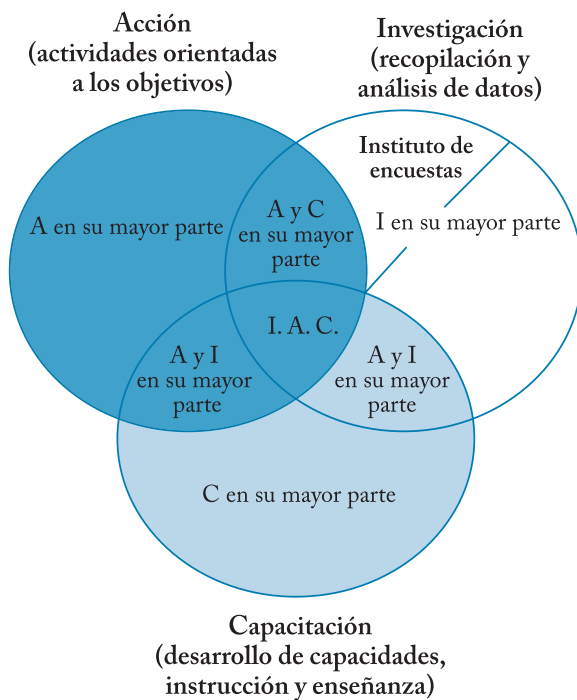 Acción
(actividades orientadas
a los objetivos)
Investigación
(recopilación y
análisis de datos)
Instituto de
encuestas
A en su mayor parte
A y C
en su mayor
parte
I en su mayor parte
I. A. C.
A y I
en su mayor
parte
A y I
en su mayor
parte
C en su mayor parte
Capacitación
(desarrollo de capacidades,
instrucción y enseñanza)